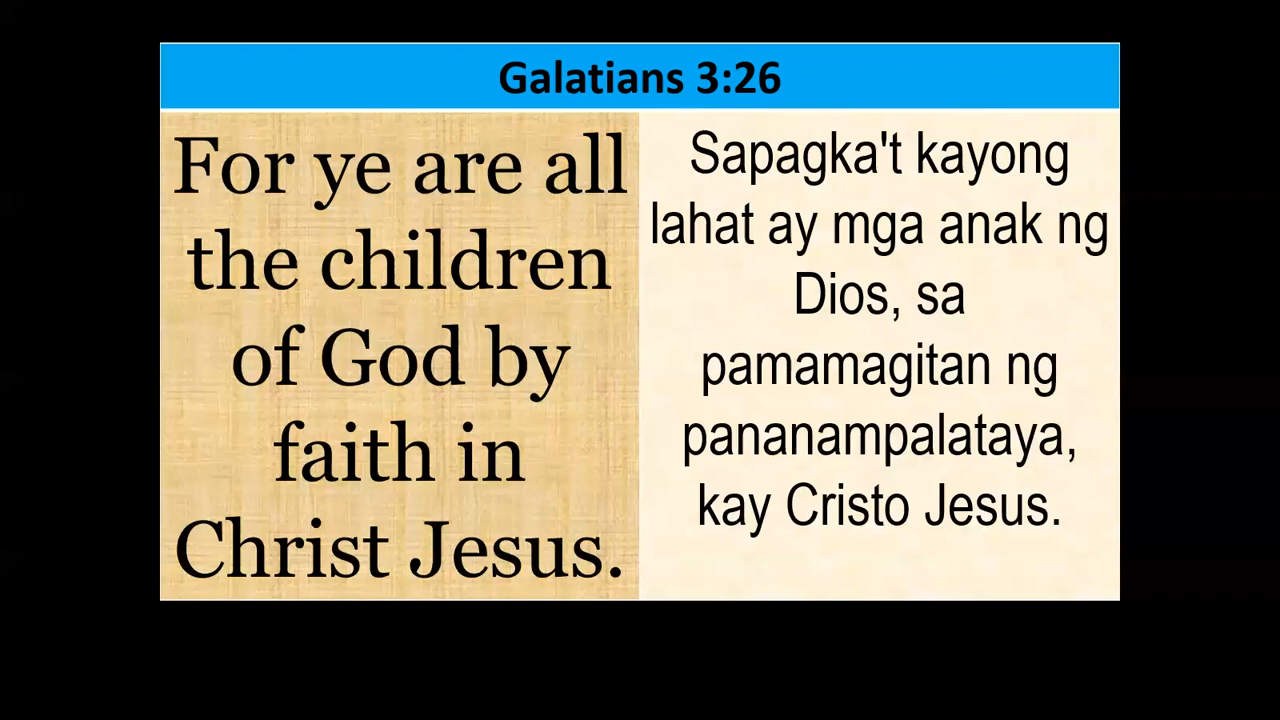 Galatians 3:26
For ye are all
the children
of God by
faith in
Christ Jesus.
Sapagka't kayong
lahat ay mga anak ng
Dios, sa
pamamagitan ng
pananampalataya,
kay Cristo Jesus.